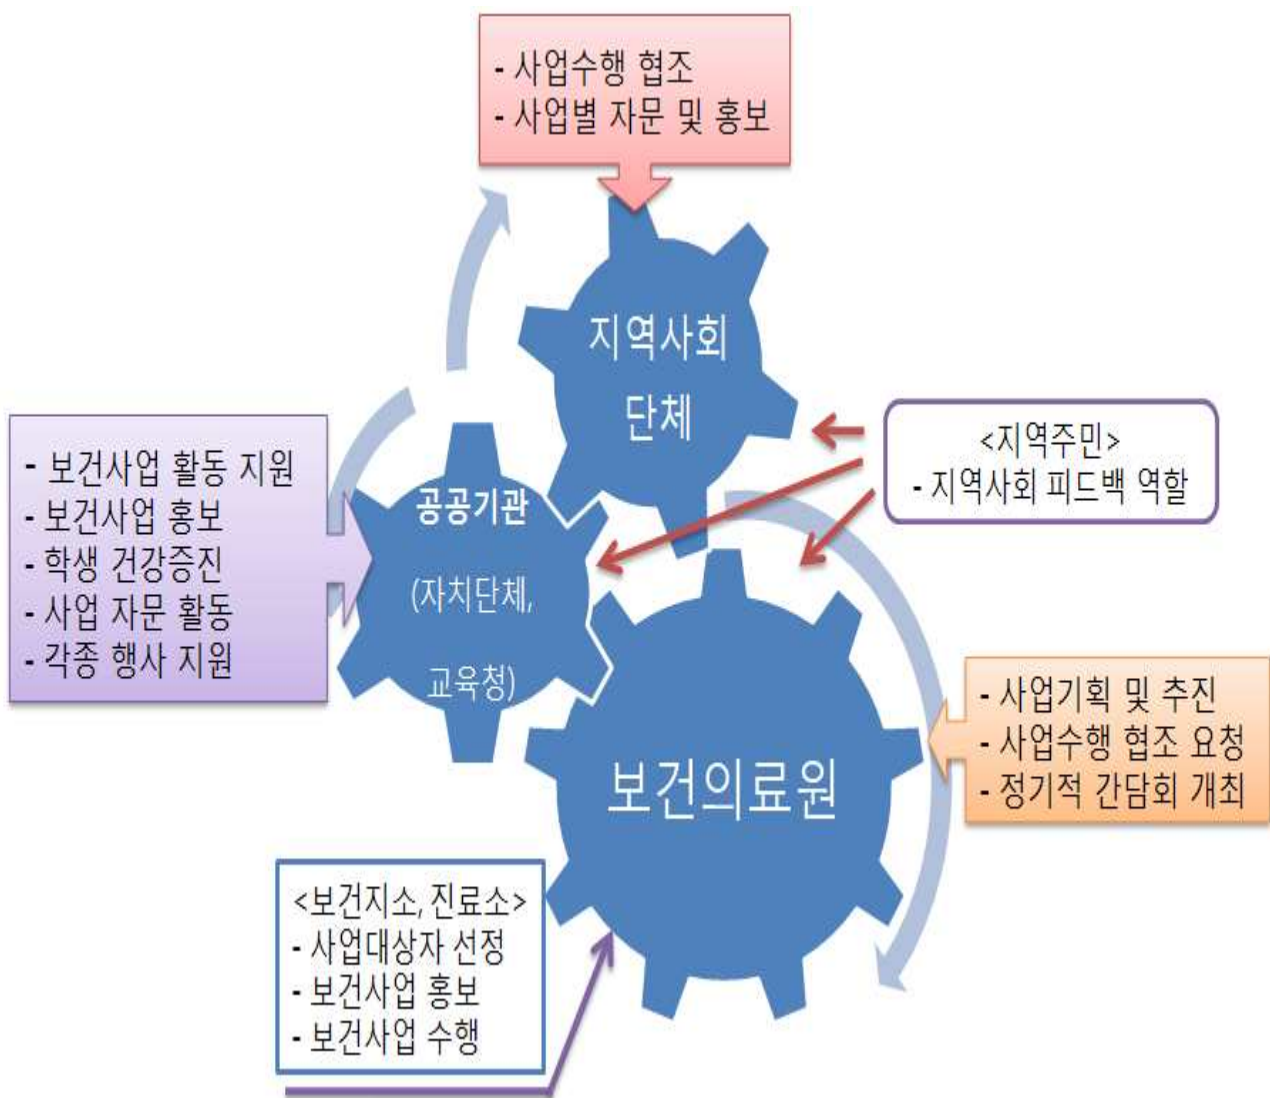 - 사업수행 협조
- 사업별 자문 및 홍보
지역사회
단체
<지역주민>
- 지역사회 피드백 역할
- 보건사업 활동 지원
- 보건사업 홍보
- 학생 건강증진
- 사업 자문 활동
- 각종 행사 지원
공공기관
(자치단체,
교육청)
- 사업기획 및 추진
- 사업수행 협조 요청
- 정기적 간담회 개최
보건의료원
<보건지소, 진료소>
- 사업대상자 선정
- 보건사업 홍보
- 보건사업 수행